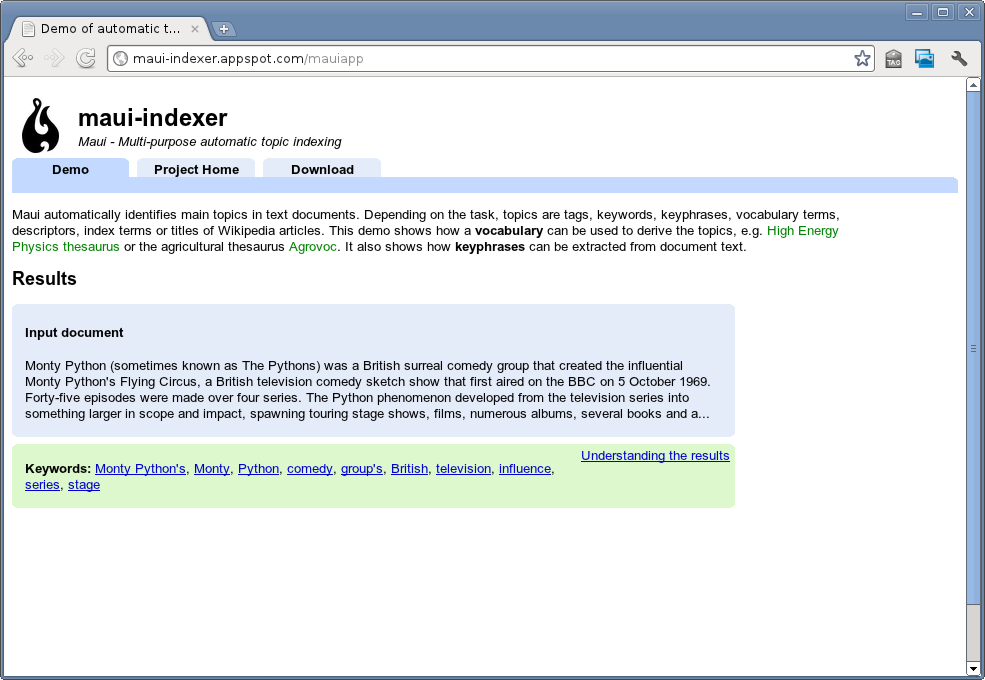 Demo of automatic t...
maui-indexer.appspot.com/mauiapp
TAG
maui-indexer
Maui - Multi-purpose automatic topic indexing
Demo Project Home Download
Maui automatically identifies main topics in text documents. Depending on the task, topics are tags, keywords, keyphrases, vocabulary terms,
descriptors, index terms or titles of Wikipedia articles. This demo shows how a vocabulary can be used to derive the topics, e.g. High Energy
Physics thesaurus or the agricultural thesaurus Agrovoc. It also shows how keyphrases can be extracted from document text.
Results
Input document
Monty Python (sometimes known as The Pythons) was a British surreal comedy group that created the influential
Monty Python's Flying Circus, a British television comedy sketch show that first aired on the BBC on 5 October 1969.
Forty-five episodes were made over four series. The Python phenomenon developed from the television series into
something larger in scope and impact, spawning touring stage shows, films, numerous albums, several books and a...
Understanding the results
Keywords: Monty Python's, Monty, Python, comedy, group's, British, television, influence,
series, stage